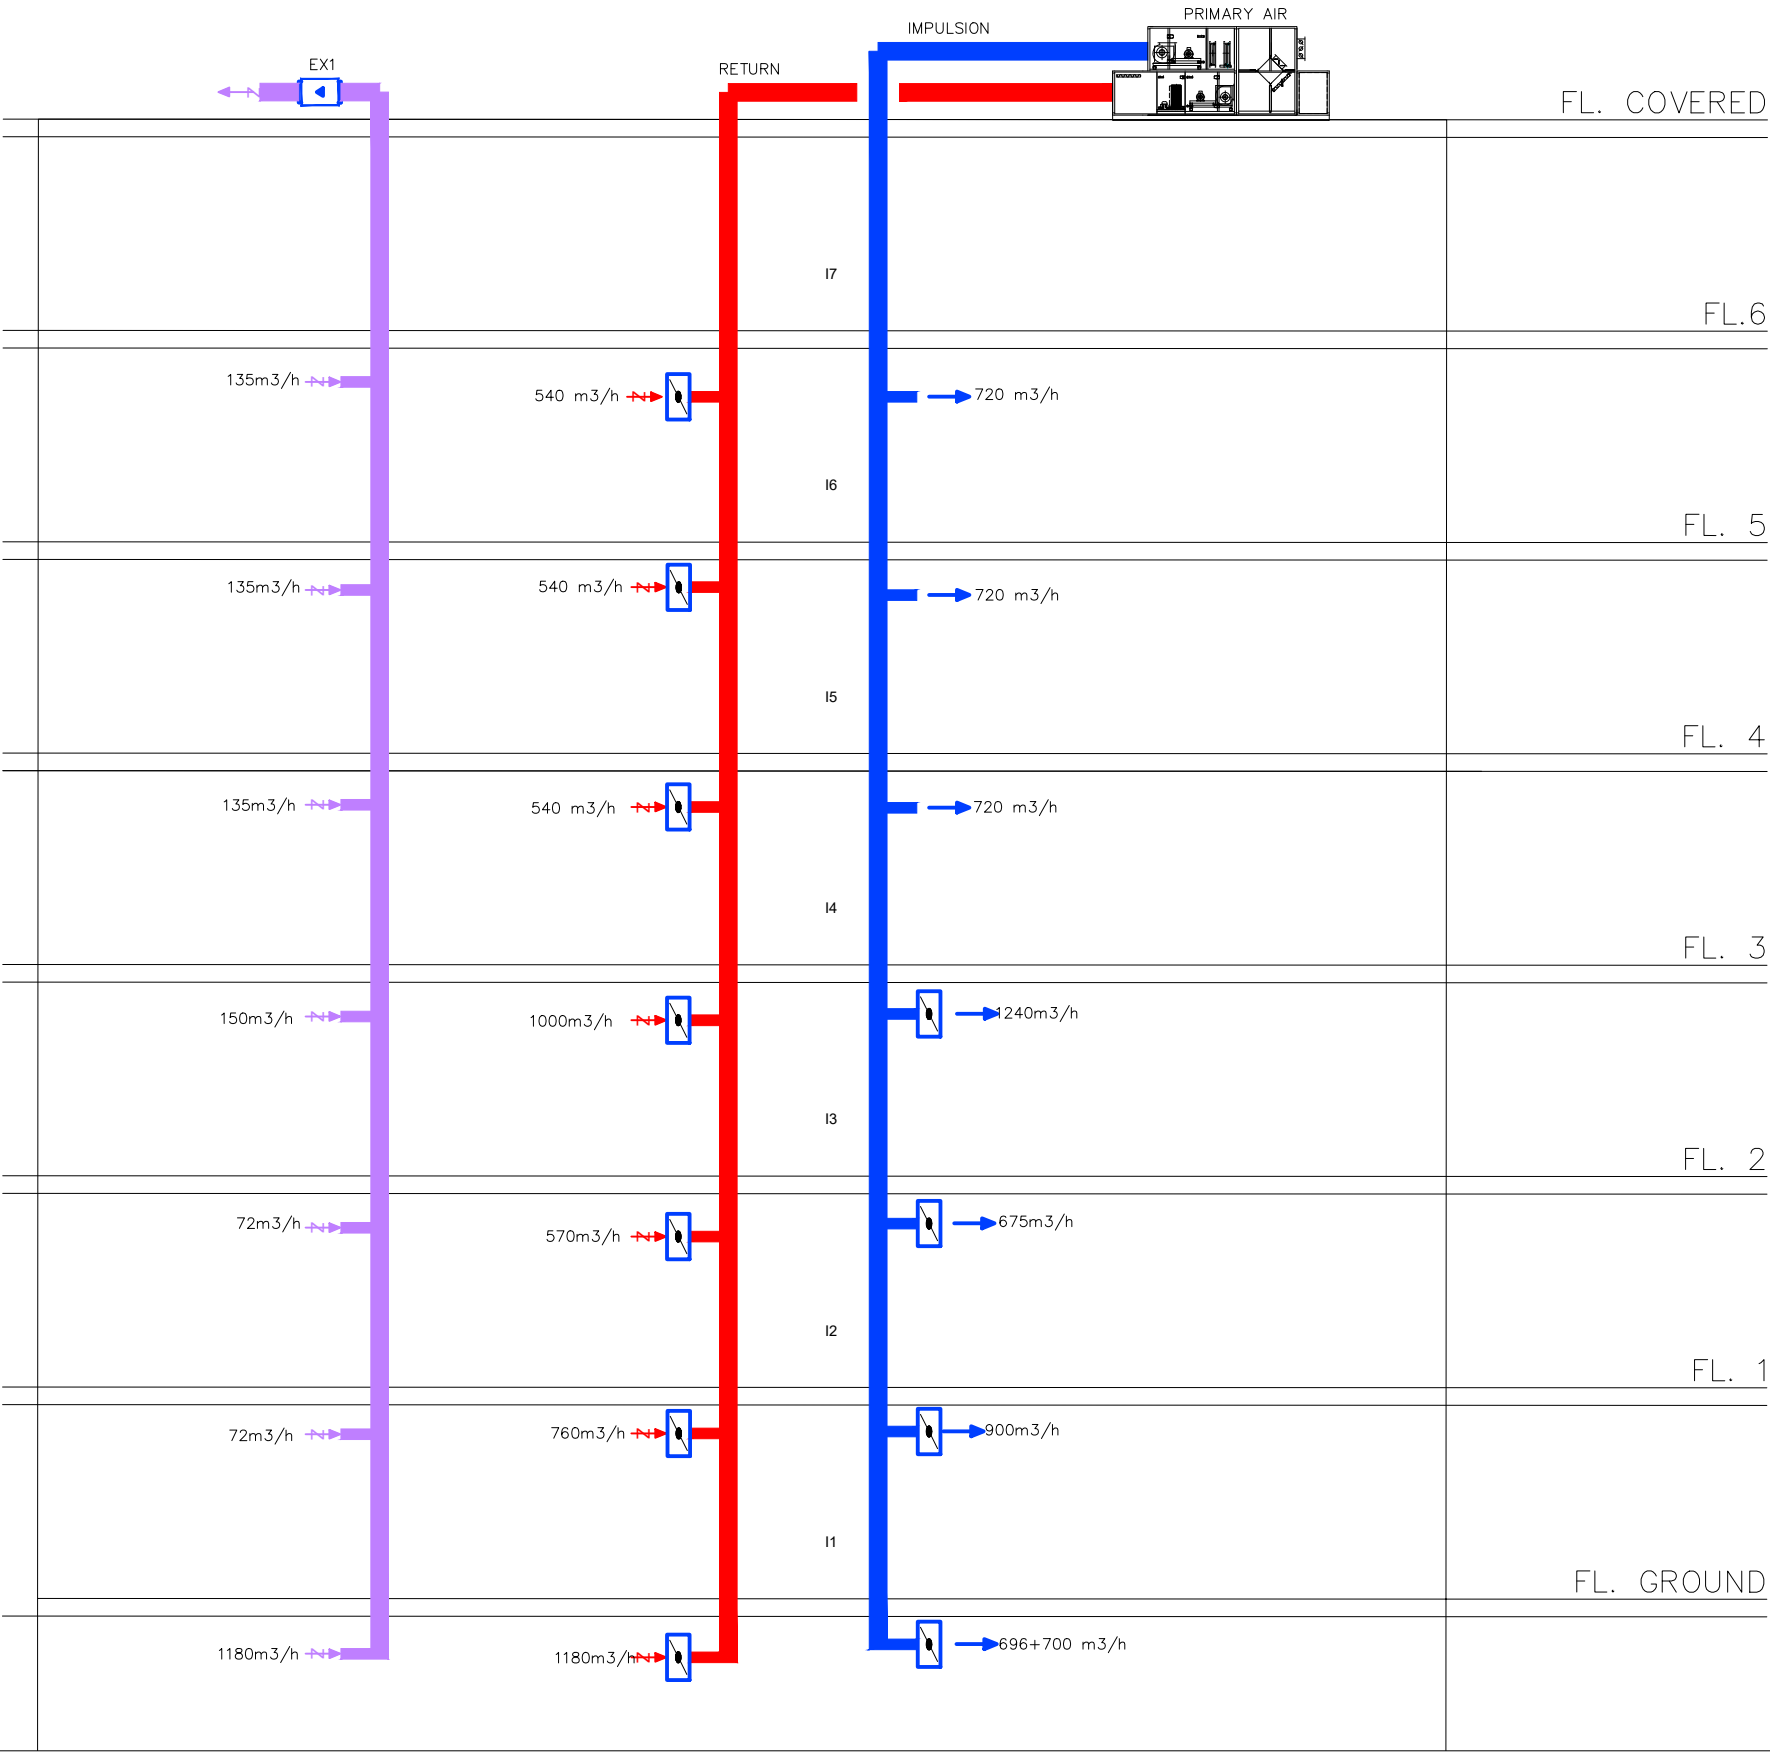 PRIMARY AIR
IMPULSION
EX1
RETURN
FL. COVERED
I7
FL.6
135m3/h
540 m3/h
720 m3/h
I6
FL. 5
135m3/h
540 m3/h
720 m3/h
I5
FL. 4
135m3/h
540 m3/h
720 m3/h
I4
FL. 3
150m3/h
1000m3/h
1240m3/h
I3
FL. 2
72m3/h
570m3/h
675m3/h
I2
FL. 1
72m3/h
760m3/h
900m3/h
I1
FL. GROUND
1180m3/h
1180m3/h
696+700 m3/h